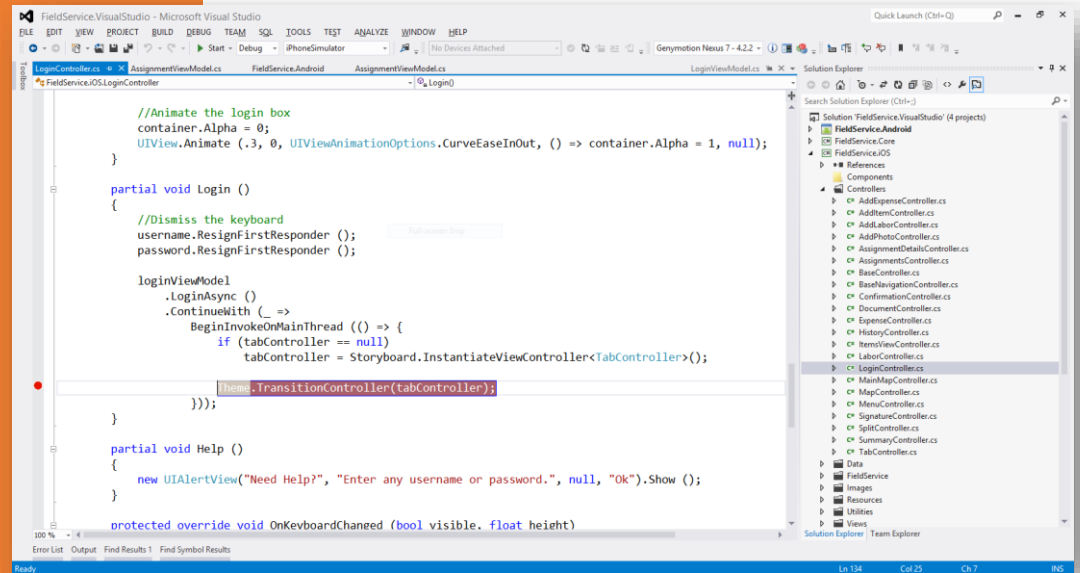 FieldService.VisualStudio - Microsoft Visual Studio
Quick Launch (Ctrl+Q)
FILE EDIT VIEW PROJECT BUILD DEBUG TEAM SQL TOOLS TEST ANALYZE WINDOW HELP
Start Debug iPhoneSimulator No Devices Attached Genymotion Nexus 7 - 4.2.2
Toolbox
LoginController.cs AssignmentViewModel.cs FieldService.Android AssignmentViewModel.cs LoginViewModel.cs
FieldService.iOS.LoginController Login()
//Animate the login box
container.Alpha = 0;
UIView.Animate (.3, 0, UIViewAnimationOptions.CurveEaseInOut, () => container.Alpha = 1, null);
}
partial void Login ()
{
//Dismiss the keyboard
username.ResignFirstResponder ();
password.ResignFirstResponder ();
loginViewModel
.LoginAsync ()
.ContinueWith (_ =>
BeginInvokeOnMainThread (() => {
if (tabController == null)
tabController = Storyboard.InstantiateViewController<TabController>();
Theme.TransitionController(tabController);
}));
}
partial void Help ()
{
new UIAlertView("Need Help?", "Enter any username or password.", null, "Ok").Show ();
}
protected override void OnKeyboardChanged (bool visible, float height)
100 %
Error List Output Find Results 1 Find Symbol Results
Solution Explorer
Search Solution Explorer (Ctrl+;)
Solution 'FieldService.VisualStudio' (4 projects)
FieldService.Android
FieldService.Core
FieldService.iOS
References
Components
Controllers
AddExpenseController.cs
AddItemController.cs
AddLaborController.cs
AddPhotoController.cs
AssignmentDetailsController.cs
AssignmentsController.cs
BaseController.cs
BaseNavigationController.cs
ConfirmationController.cs
DocumentController.cs
ExpenseController.cs
HistoryController.cs
ItemsViewController.cs
LaborController.cs
LoginController.cs
MainMapController.cs
MapController.cs
MenuController.cs
SignatureController.cs
SplitController.cs
SummaryController.cs
TabController.cs
Data
FieldService
Images
Resources
Utilities
Views
Solution Explorer Team Explorer
Ready Ln 134 Col 25 Ch 7 INS